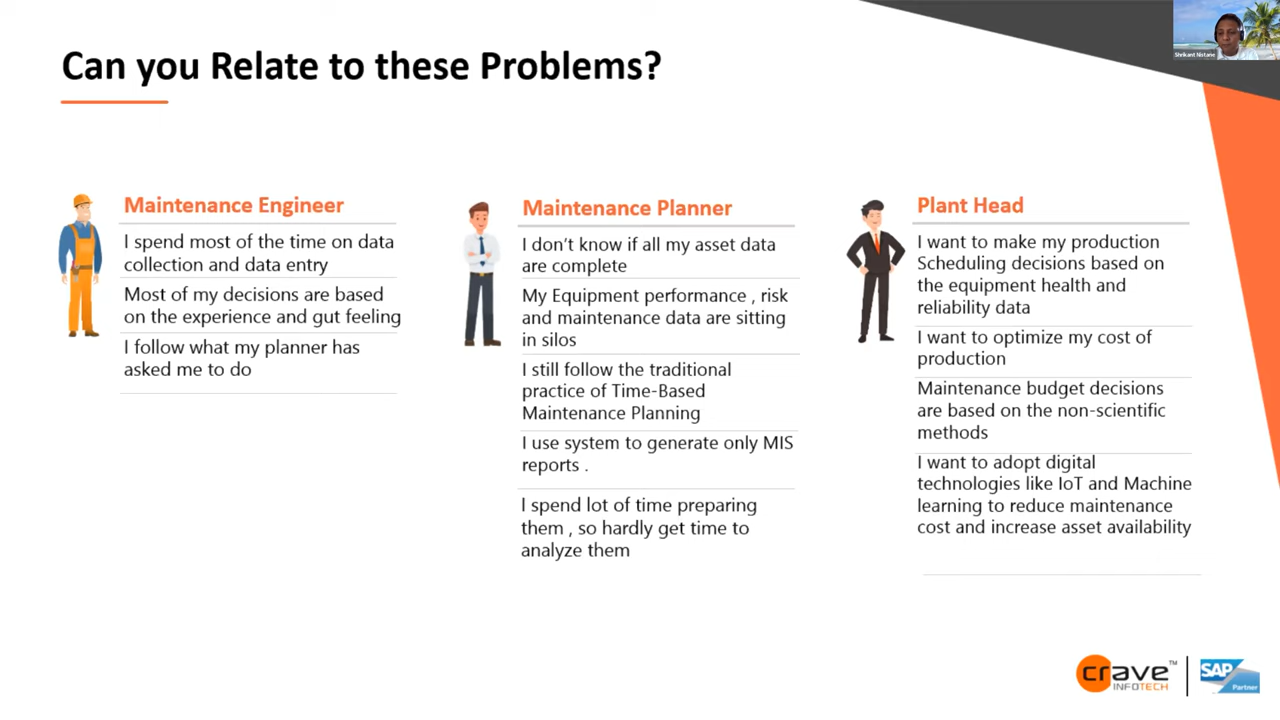 Can you Relate to these Problems?
Shrikant Nistane
Maintenance Engineer
I spend most of the time on data
collection and data entry
Most of my decisions are based
on the experience and gut feeling
I follow what my planner has
asked me to do
Maintenance Planner
I don't know if all my asset data
are complete
My Equipment performance , risk
and maintenance data are sitting
in silos
I still follow the traditional
practice of Time-Based
Maintenance Planning
I use system to generate only MIS
reports .
I spend lot of time preparing
them , so hardly get time to
analyze them
Plant Head
I want to make my production
Scheduling decisions based on
the equipment health and
reliability data
I want to optimize my cost of
production
Maintenance budget decisions
are based on the non-scientific
methods
I want to adopt digital
technologies like IoT and Machine
learning to reduce maintenance
cost and increase asset availability
crave™
INFOTECH
SAP
Partner